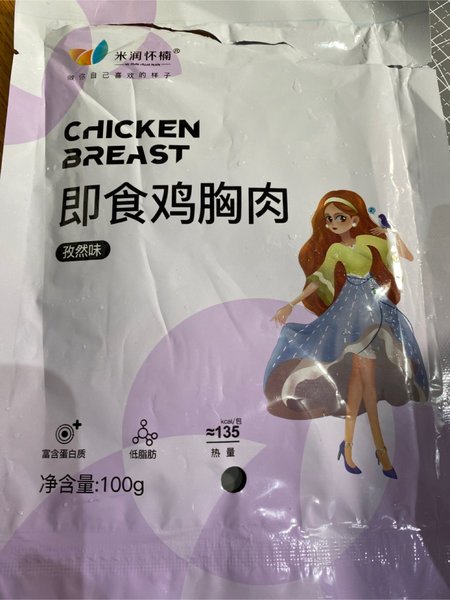 米润怀楠®
做你自己喜欢的样子
CHICKEN
BREAST
即食鸡胸肉
孜然味
kcal/包
≈135
富含蛋白质
低脂肪
热量
净含量:100g